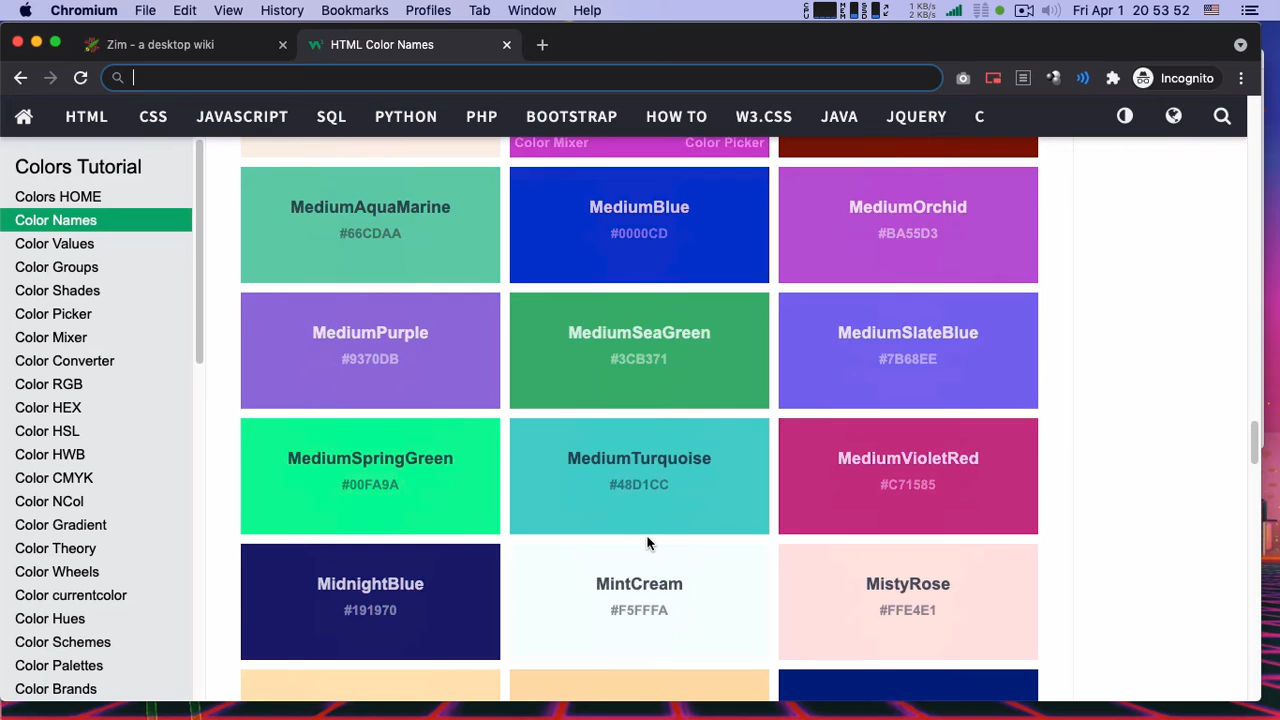 Chromium File Edit View History Bookmarks Profiles Tab Window Help 1 KB/s 2 KB/s Fri Apr 1 20 53 52
Zim - a desktop wiki HTML Color Names
Incognito
HTML CSS JAVASCRIPT SQL PYTHON PHP BOOTSTRAP HOW TO W3.CSS JAVA JQUERY C
Colors Tutorial
Colors HOME
Color Names
Color Values
Color Groups
Color Shades
Color Picker
Color Mixer
Color Converter
Color RGB
Color HEX
Color HSL
Color HWB
Color CMYK
Color NCol
Color Gradient
Color Theory
Color Wheels
Color currentcolor
Color Hues
Color Schemes
Color Palettes
Color Brands
Color Mixer Color Picker
MediumAquaMarine MediumBlue MediumOrchid
#66CDAA #0000CD #BA55D3
MediumPurple MediumSeaGreen MediumSlateBlue
#9370DB #3CB371 #7B68EE
MediumSpringGreen MediumTurquoise MediumVioletRed
#00FA9A #48D1CC #C71585
MidnightBlue MintCream MistyRose
#191970 #F5FFFA #FFE4E1